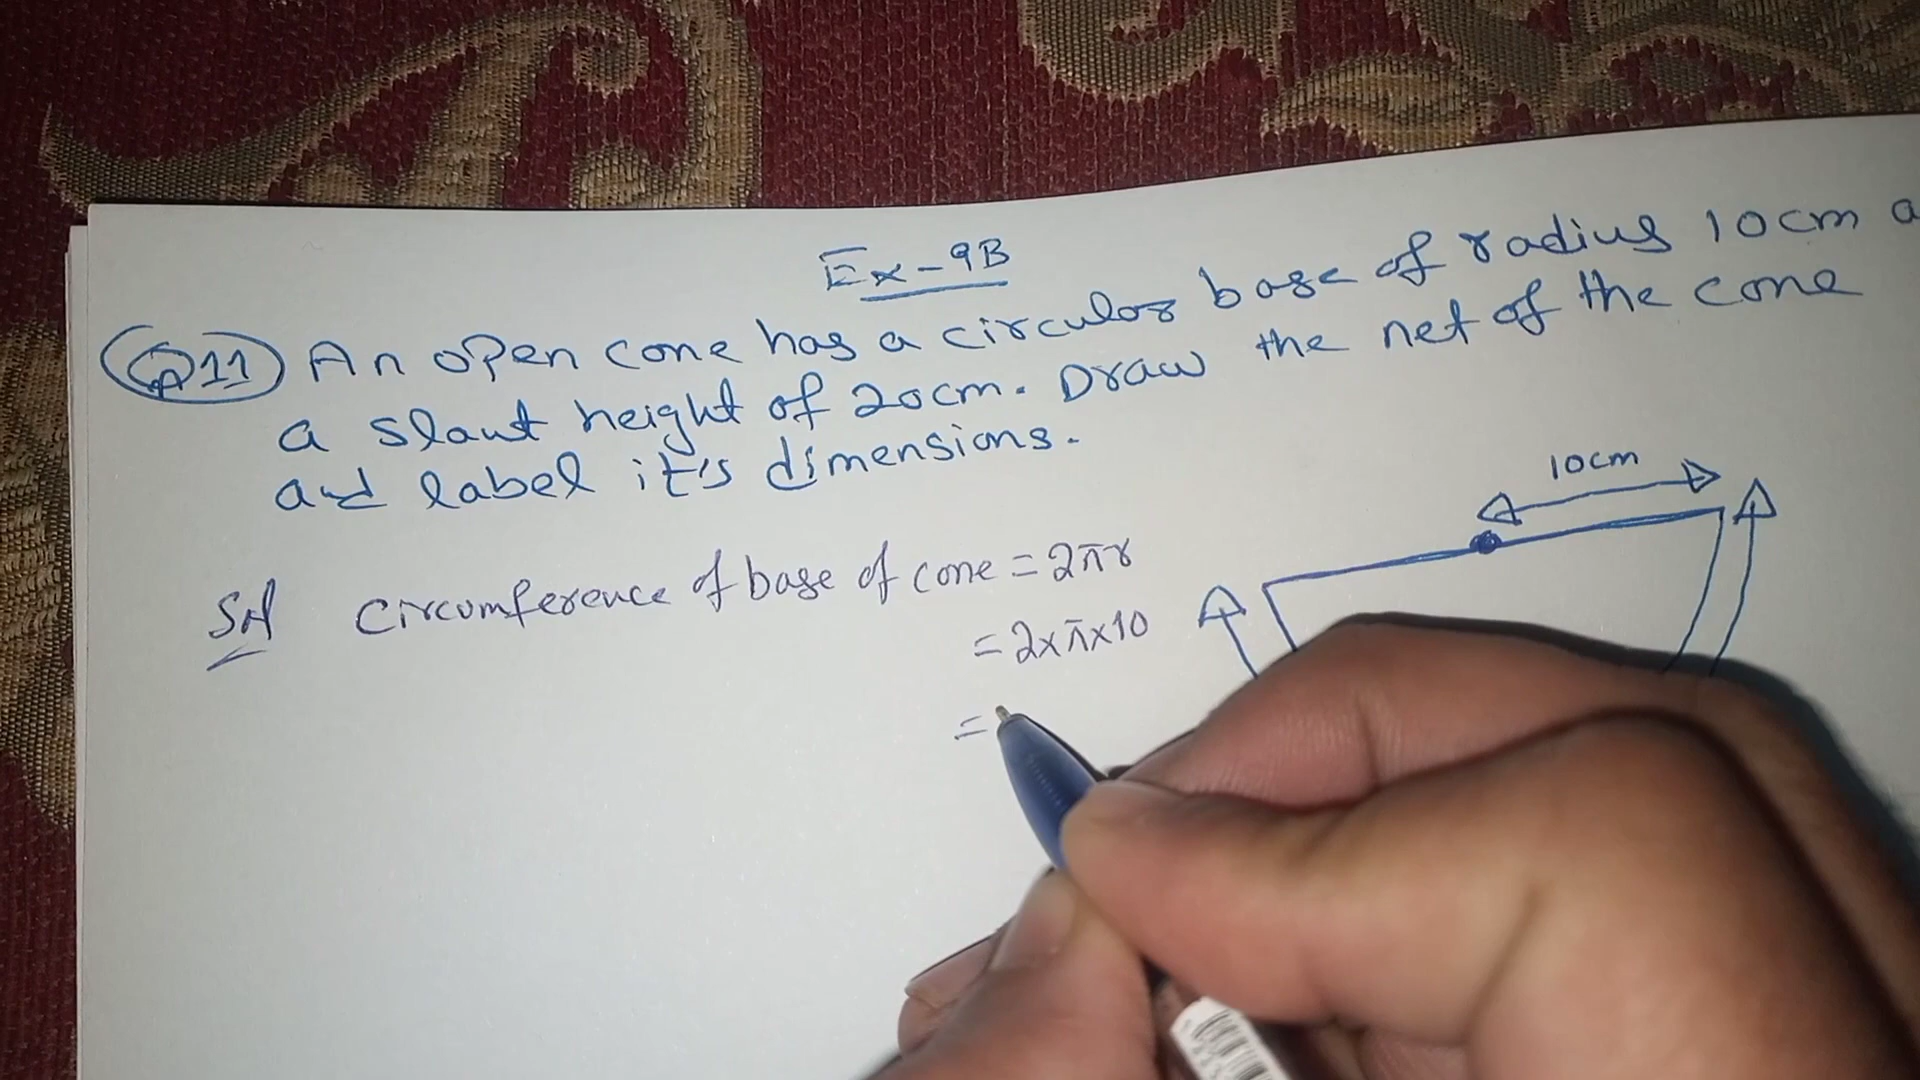 Ex-9B
Q11 An open cone has a circular base of radius 10cm a
a slant height of 20cm. Draw the net of the cone
and label it's dimensions.
10cm
Sol Circumference of base of cone = 2πr
= 2×π×10
=